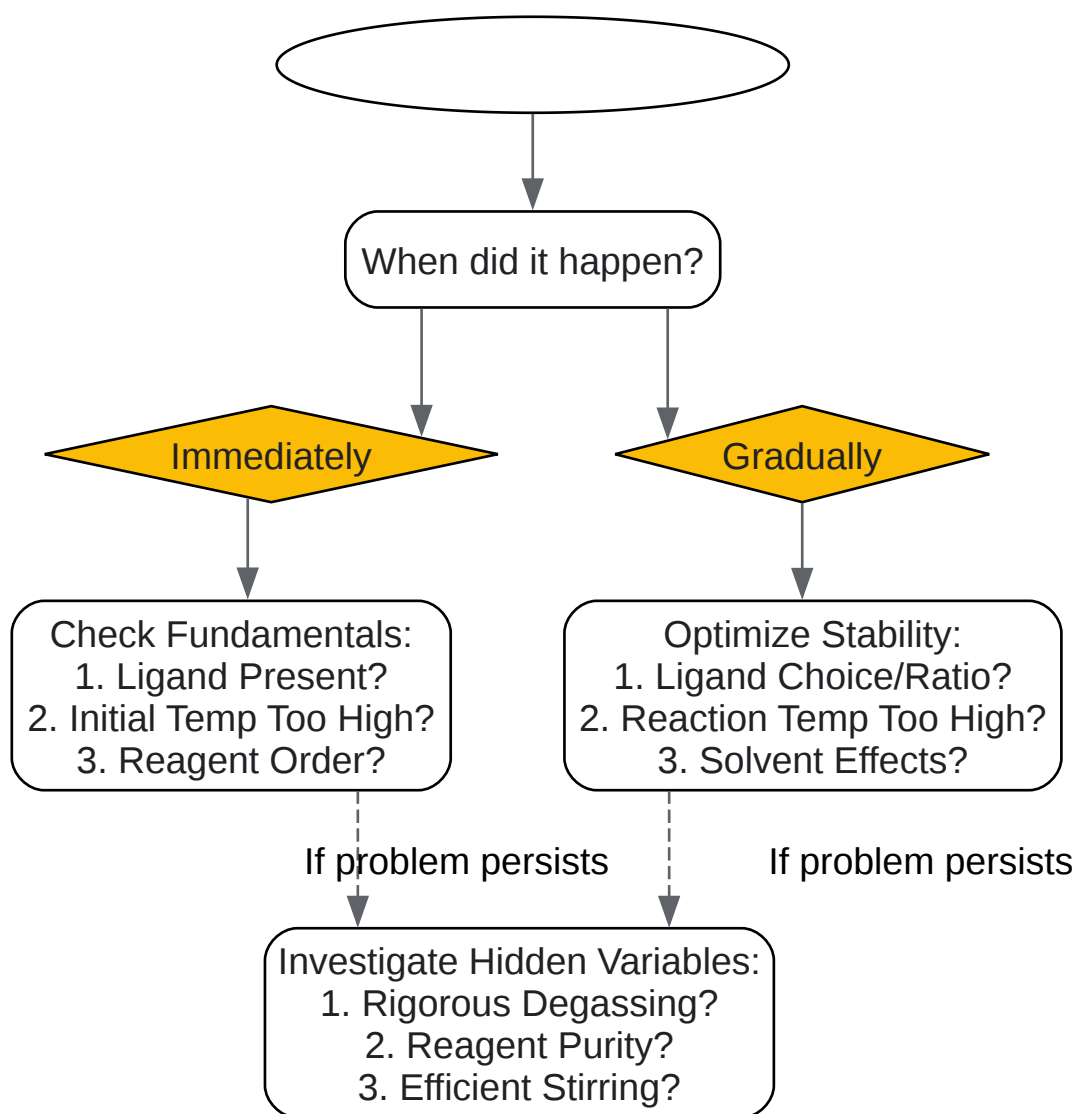 When did it happen?
Immediately
Gradually
Check Fundamentals:
1. Ligand Present?
2. Initial Temp Too High?
3. Reagent Order?
Optimize Stability:
1. Ligand Choice/Ratio?
2. Reaction Temp Too High?
3. Solvent Effects?
If problem persists
If problem persists
Investigate Hidden Variables:
1. Rigorous Degassing?
2. Reagent Purity?
3. Efficient Stirring?